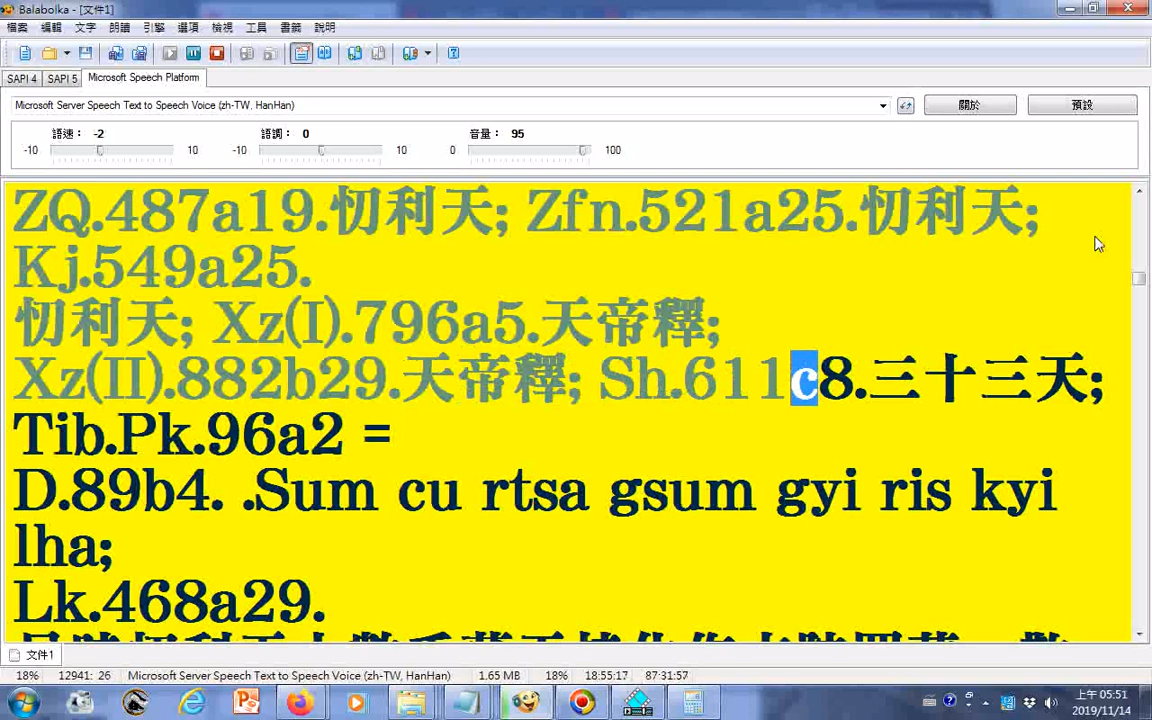 Balabolka - [文件1]
檔案 編輯 文字 朗讀 引擎 選項 檢視 工具 書籤 說明
SAPI 4 SAPI 5 Microsoft Speech Platform
Microsoft Server Speech Text to Speech Voice (zh-TW, HanHan) 關於 預設
語速： -2 語調： 0 音量： 95
-10 10 -10 10 0 100
ZQ.487a19.忉利天; Zfn.521a25.忉利天;
Kj.549a25.
忉利天; Xz(I).796a5.天帝釋;
Xz(II).882b29.天帝釋; Sh.611c8.三十三天;
Tib.Pk.96a2 =
D.89b4. .Sum cu rtsa gsum gyi ris kyi
lha;
Lk.468a29.
文件1
18% 12941: 26 Microsoft Server Speech Text to Speech Voice (zh-TW, HanHan) 1.65 MB 18% 18:55:17 87:31:57
上午 05:51
2019/11/14